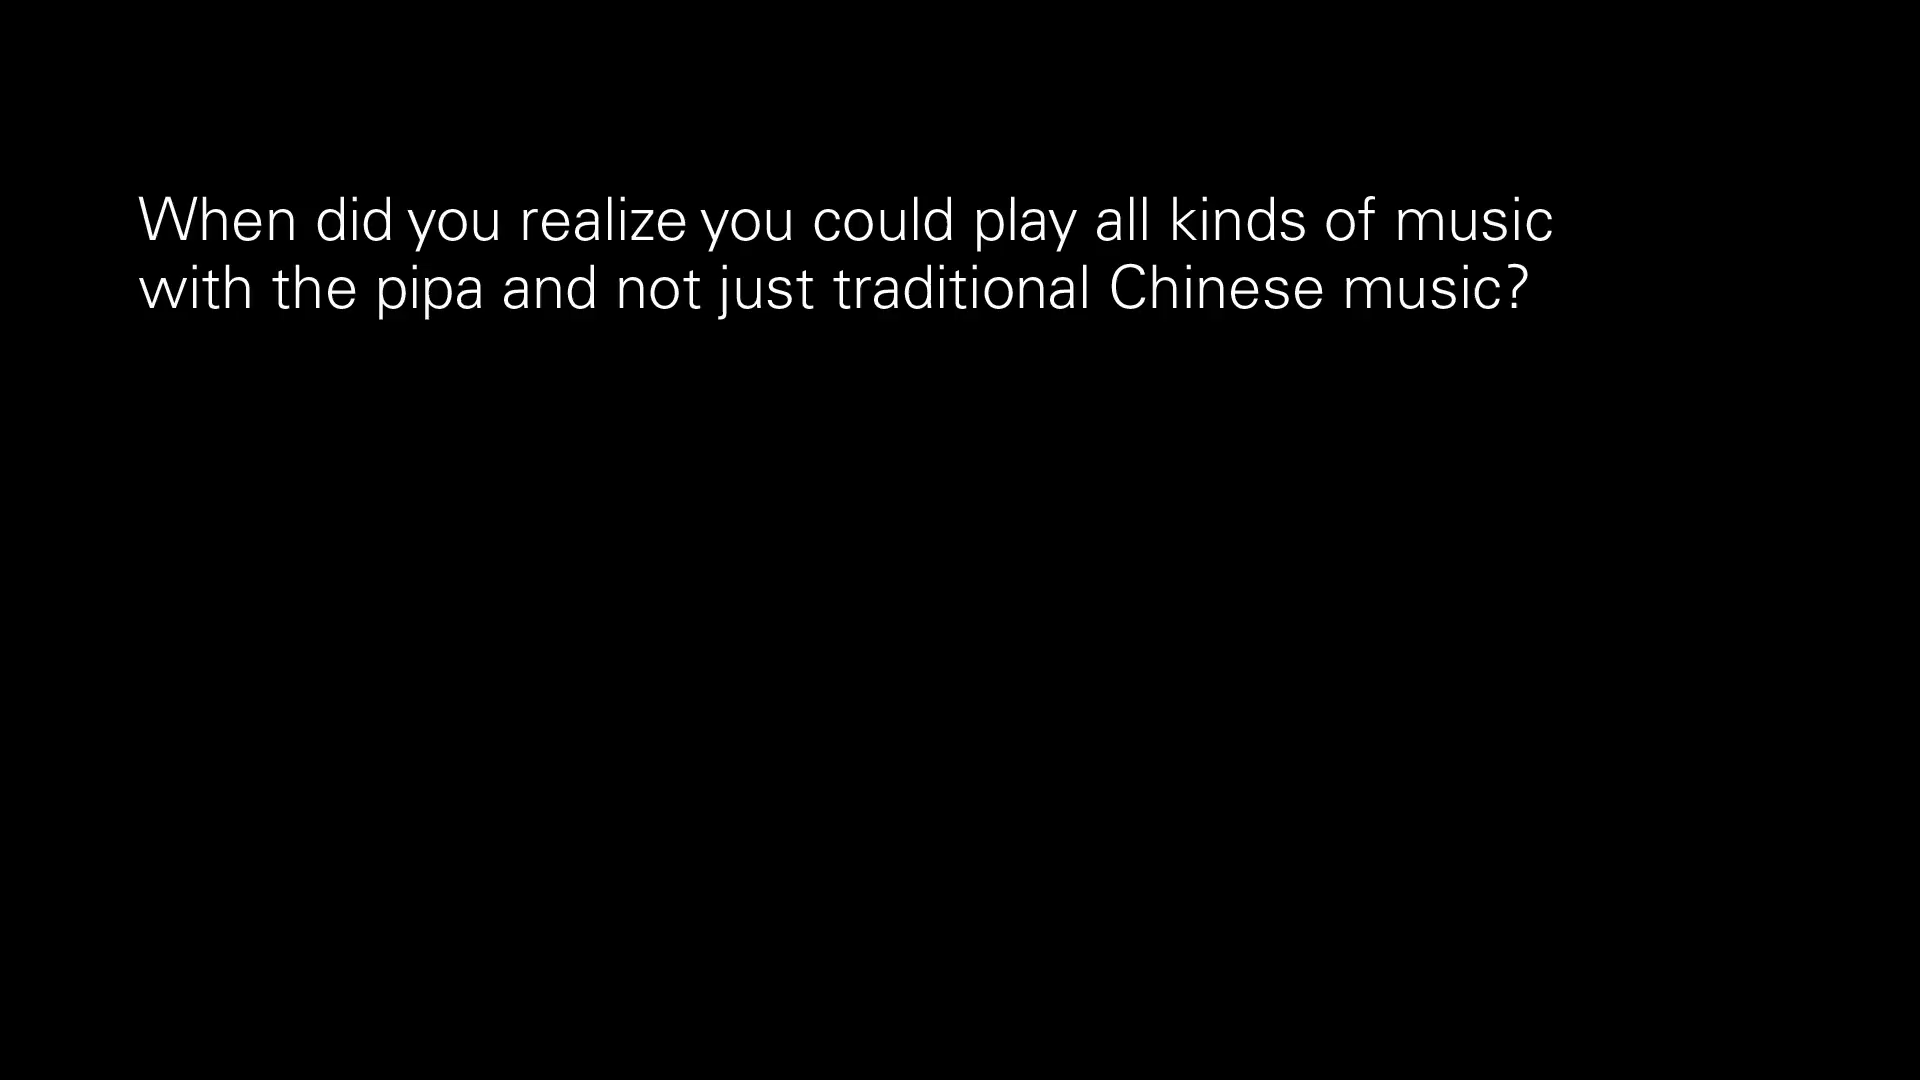 When did you realize you could play all kinds of music
with the pipa and not just traditional Chinese music?